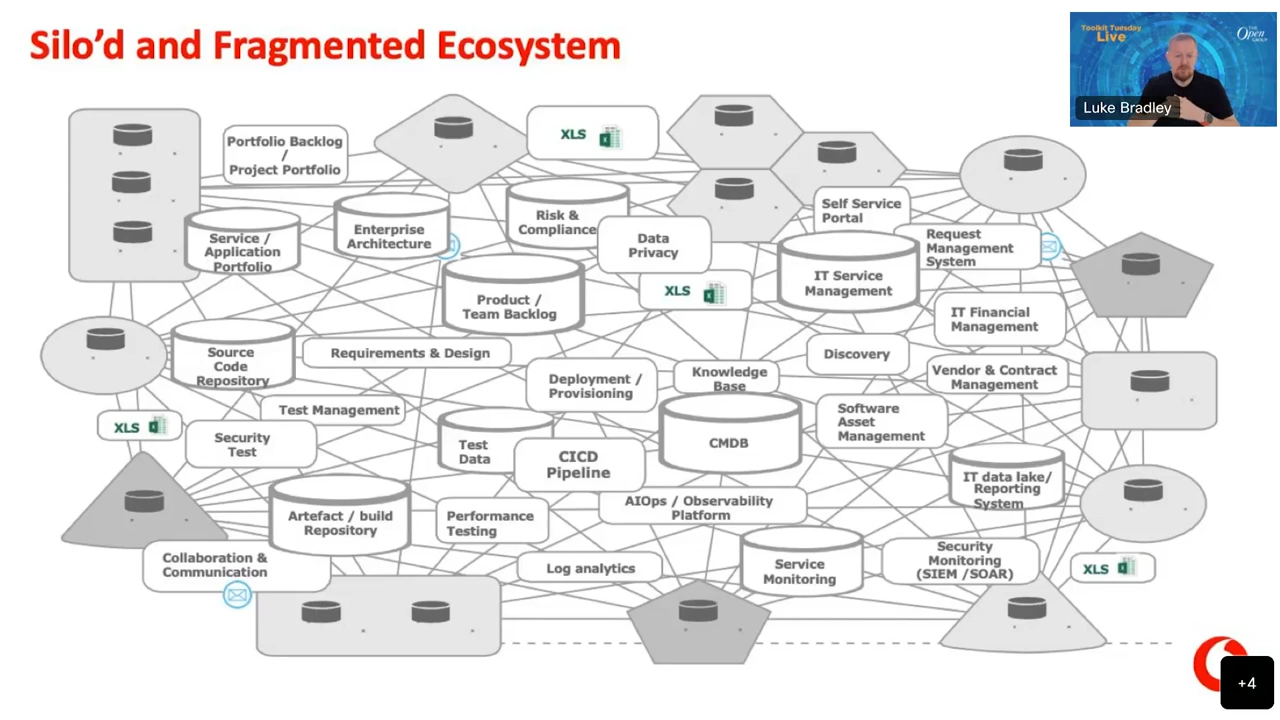 Silo'd and Fragmented Ecosystem
Toolkit Tuesday
Live
THE
Open
GROUP
Luke Bradley
Portfolio Backlog
/
Project Portfolio
XLS
Service /
Application
Portfolio
Enterprise
Architecture
Risk &
Compliance
Data
Privacy
Self Service
Portal
Request
Management
System
IT Service
Management
XLS
Product /
Team Backlog
IT Financial
Management
Source
Code
Repository
Requirements & Design
Discovery
Vendor & Contract
Management
Deployment /
Provisioning
Knowledge
Base
Test Management
Software
Asset
Management
XLS
Security
Test
Test
Data
CICD
Pipeline
CMDB
IT data lake/
Reporting
System
AIOps / Observability
Platform
Artefact / build
Repository
Performance
Testing
Collaboration &
Communication
Log analytics
Service
Monitoring
Security
Monitoring
(SIEM /SOAR)
XLS
+4